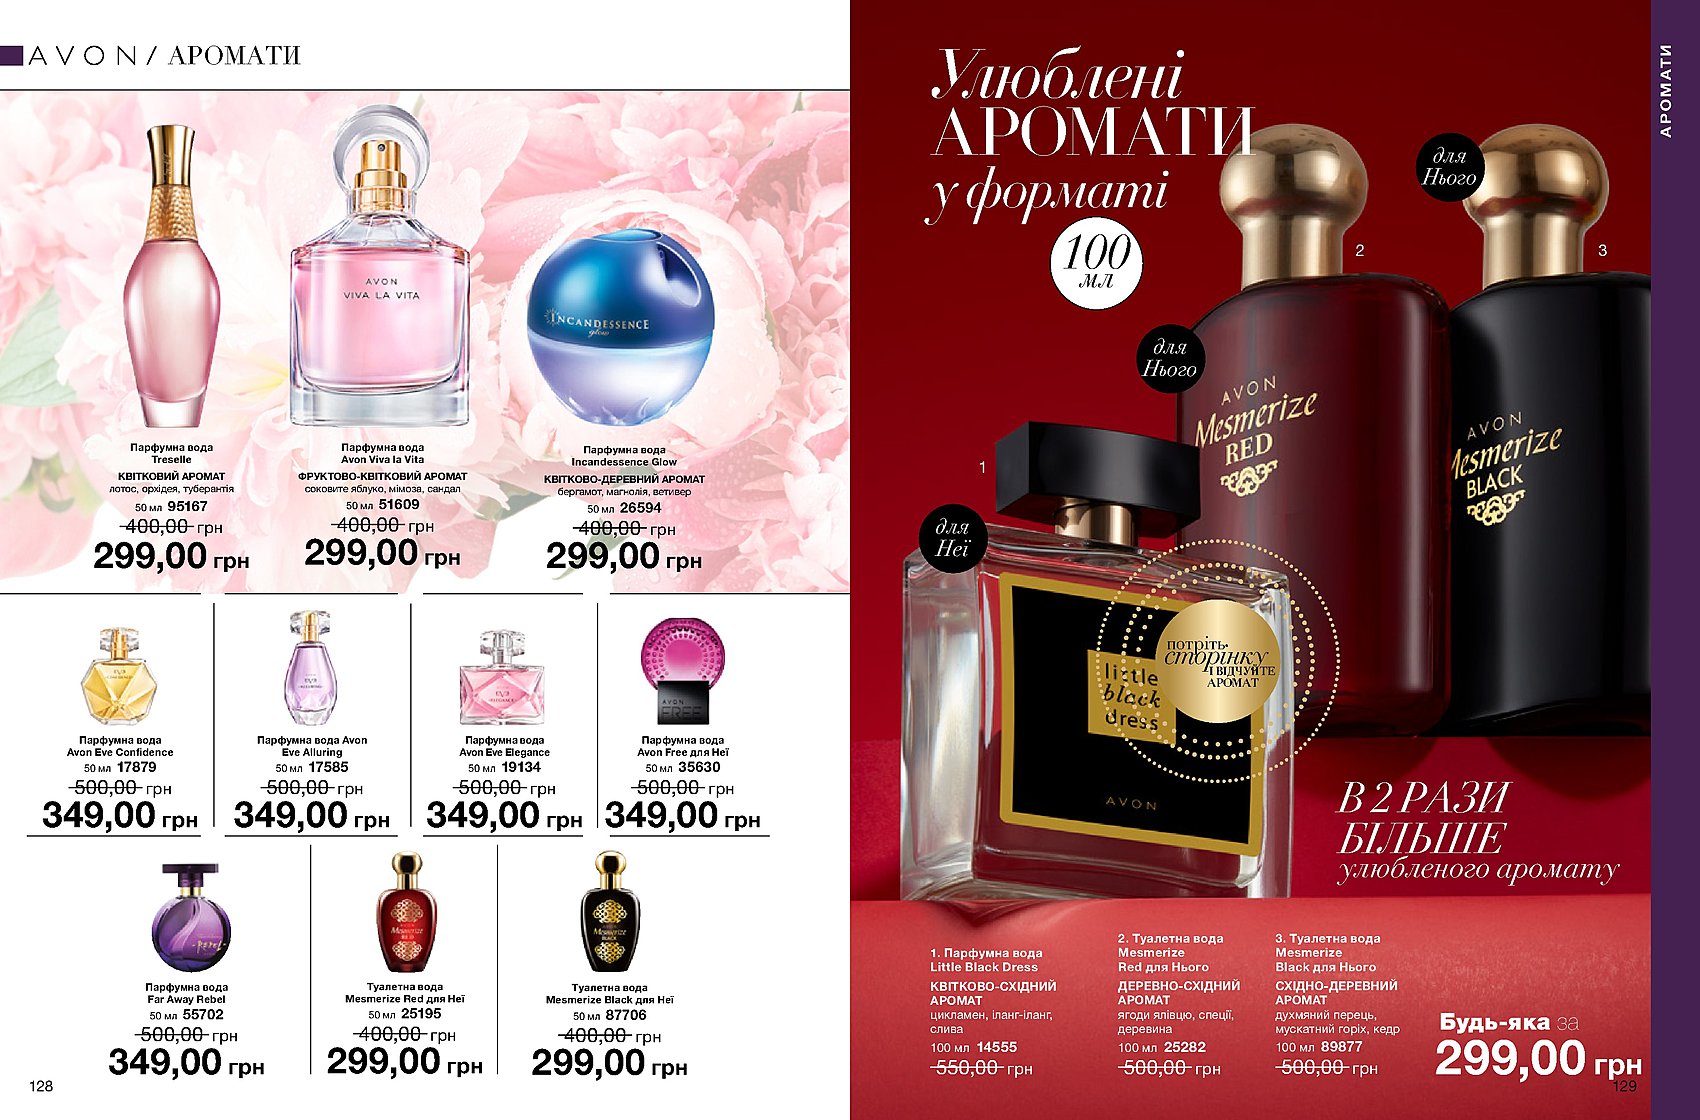 AVON/ АРОМАТИ
AVON
VIVA LA VITA
INCANDESSENCE
glow
Парфумна вода
Treselle
КВІТКОВИЙ АРОМАТ
лотос, орхідея, туберантія
50 мл 95167
400,00 грн
299,00 грн
Парфумна вода
Avon Viva la Vita
ФРУКТОВО-КВІТКОВИЙ АРОМАТ
соковите яблуко, мімоза, сандал
50 мл 51609
400,00 грн
299,00 грн
Парфумна вода
Incandessence Glow
КВІТКОВО-ДЕРЕВНИЙ АРОМАТ
бергамот, магнолія, ветивер
50 мл 26594
400,00 грн
299,00 грн
Парфумна вода
Avon Eve Confidence
50 мл 17879
500,00 грн
349,00 грн
Парфумна вода Avon
Eve Alluring
50 мл 17585
500,00 грн
349,00 грн
EVE
ELEGANCE
Парфумна вода
Avon Eve Elegance
50 мл 19134
500,00 грн
349,00 грн
AVON
FREE
Парфумна вода
Avon Free для Неї
50 мл 35630
500,00 грн
349,00 грн
REBEL
Парфумна вода
Far Away Rebel
50 мл 55702
500,00 грн
349,00 грн
AVON
Mesmerize
RED
Туалетна вода
Mesmerize Red для Неї
50 мл 25195
400,00 грн
299,00 грн
AVON
Mesmerize
BLACK
Туалетна вода
Mesmerize Black для Неї
50 мл 87706
400,00 грн
299,00 грн
128
АРОМАТИ
Улюблені
АРОМАТИ
у форматі
100
мл
для
Нього
2
3
для
Нього
AVON
Mesmerize
RED
AVON
Mesmerize
BLACK
1
для
Неї
little
black
dress
AVON
потріть
сторінку
І ВІДЧУЙТЕ
АРОМАТ
В 2 РАЗИ
БІЛЬШЕ
улюбленого аромату
1. Парфумна вода
Little Black Dress
КВІТКОВО-СХІДНИЙ
АРОМАТ
цикламен, іланг-іланг,
слива
100 мл 14555
550,00 грн
2. Туалетна вода
Mesmerize
Red для Нього
ДЕРЕВНО-СХІДНИЙ
АРОМАТ
ягоди ялівцю, спеції,
деревина
100 мл 25282
500,00 грн
3. Туалетна вода
Mesmerize
Black для Нього
СХІДНО-ДЕРЕВНИЙ
АРОМАТ
духмяний перець,
мускатний горіх, кедр
100 мл 89877
500,00 грн
Будь-яка за
299,00 грн
129